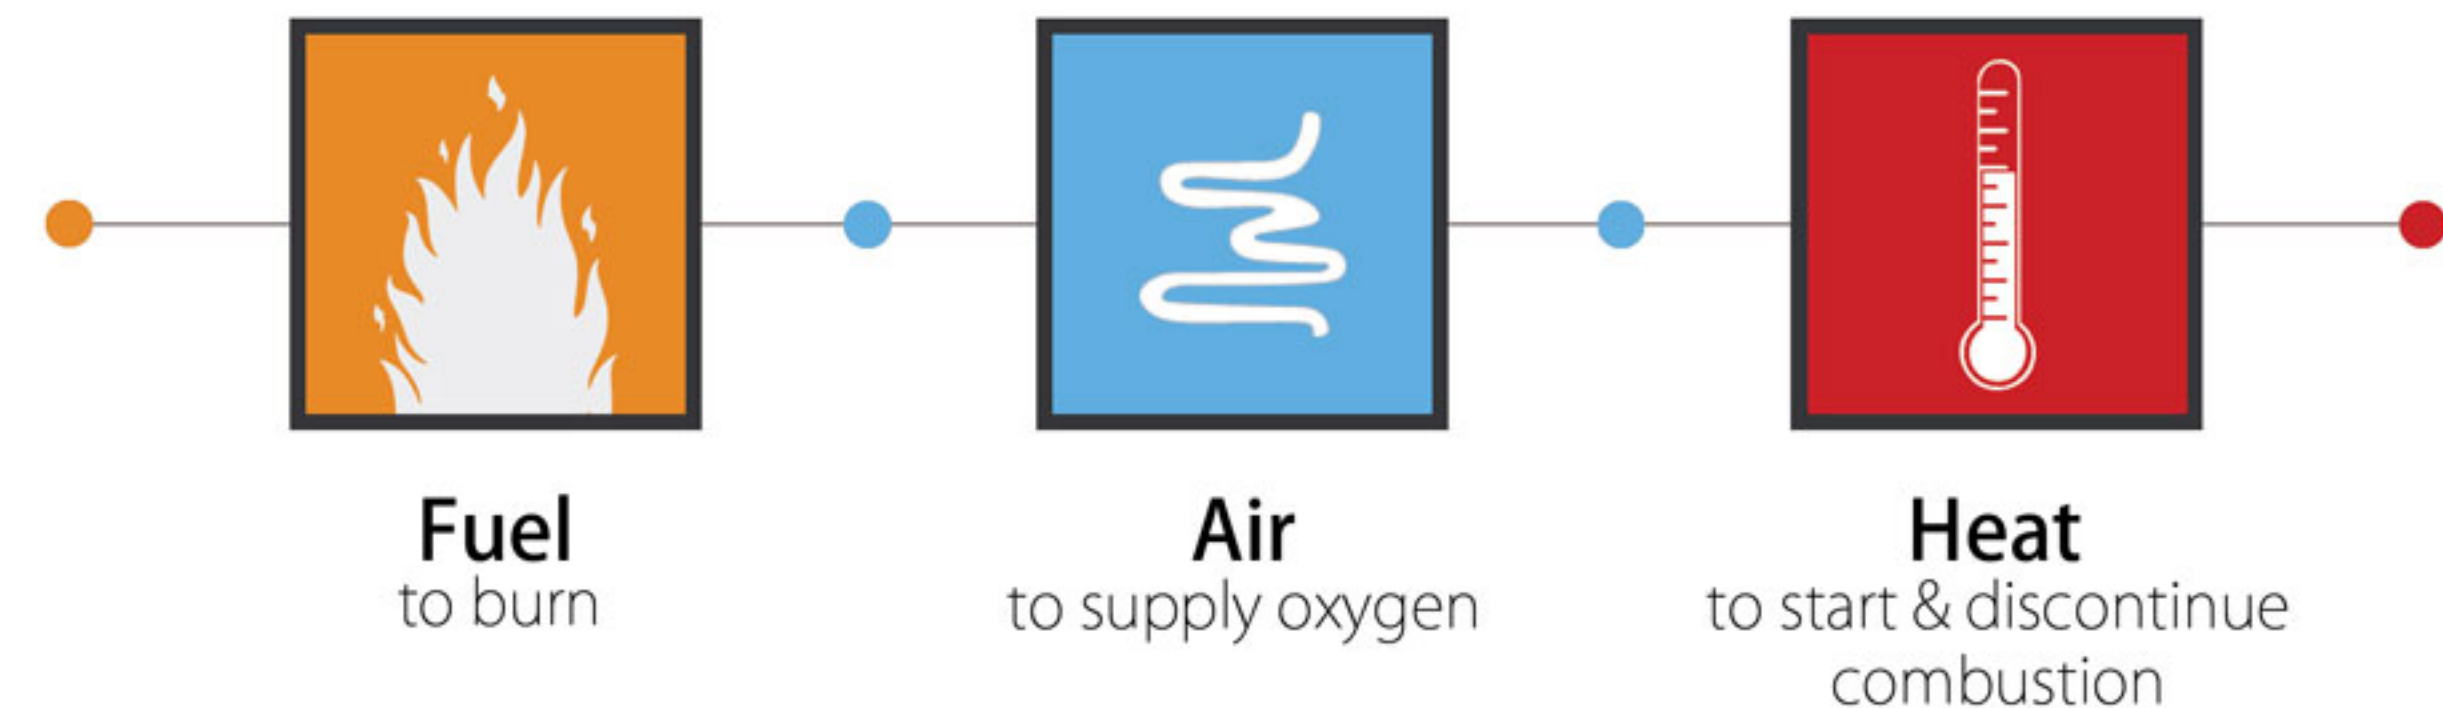 Fuel
to burn
Air
to supply oxygen
Heat
to start & discontinue
combustion